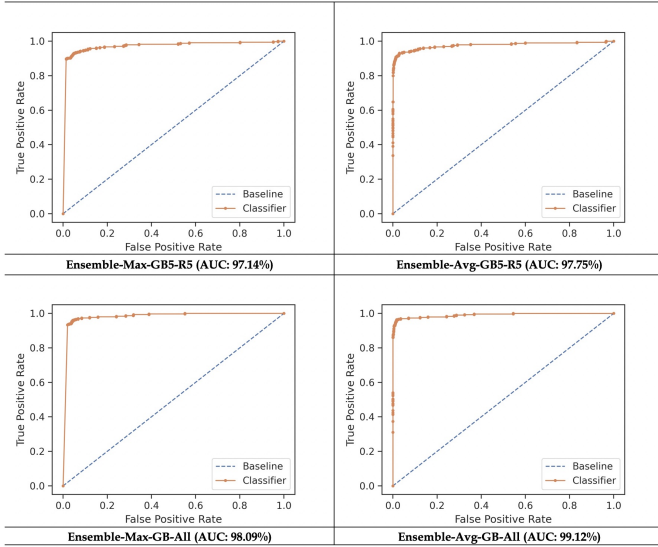 True Positive Rate
1.0
0.8
0.6
0.4
0.2
0.0
Baseline
Classifier
0.0 0.2 0.4 0.6 0.8 1.0
False Positive Rate
Ensemble-Max-GB5-R5 (AUC: 97.14%)
True Positive Rate
1.0
0.8
0.6
0.4
0.2
0.0
Baseline
Classifier
0.0 0.2 0.4 0.6 0.8 1.0
False Positive Rate
Ensemble-Avg-GB5-R5 (AUC: 97.75%)
True Positive Rate
1.0
0.8
0.6
0.4
0.2
0.0
Baseline
Classifier
0.0 0.2 0.4 0.6 0.8 1.0
False Positive Rate
Ensemble-Max-GB-All (AUC: 98.09%)
True Positive Rate
1.0
0.8
0.6
0.4
0.2
0.0
Baseline
Classifier
0.0 0.2 0.4 0.6 0.8 1.0
False Positive Rate
Ensemble-Avg-GB-All (AUC: 99.12%)